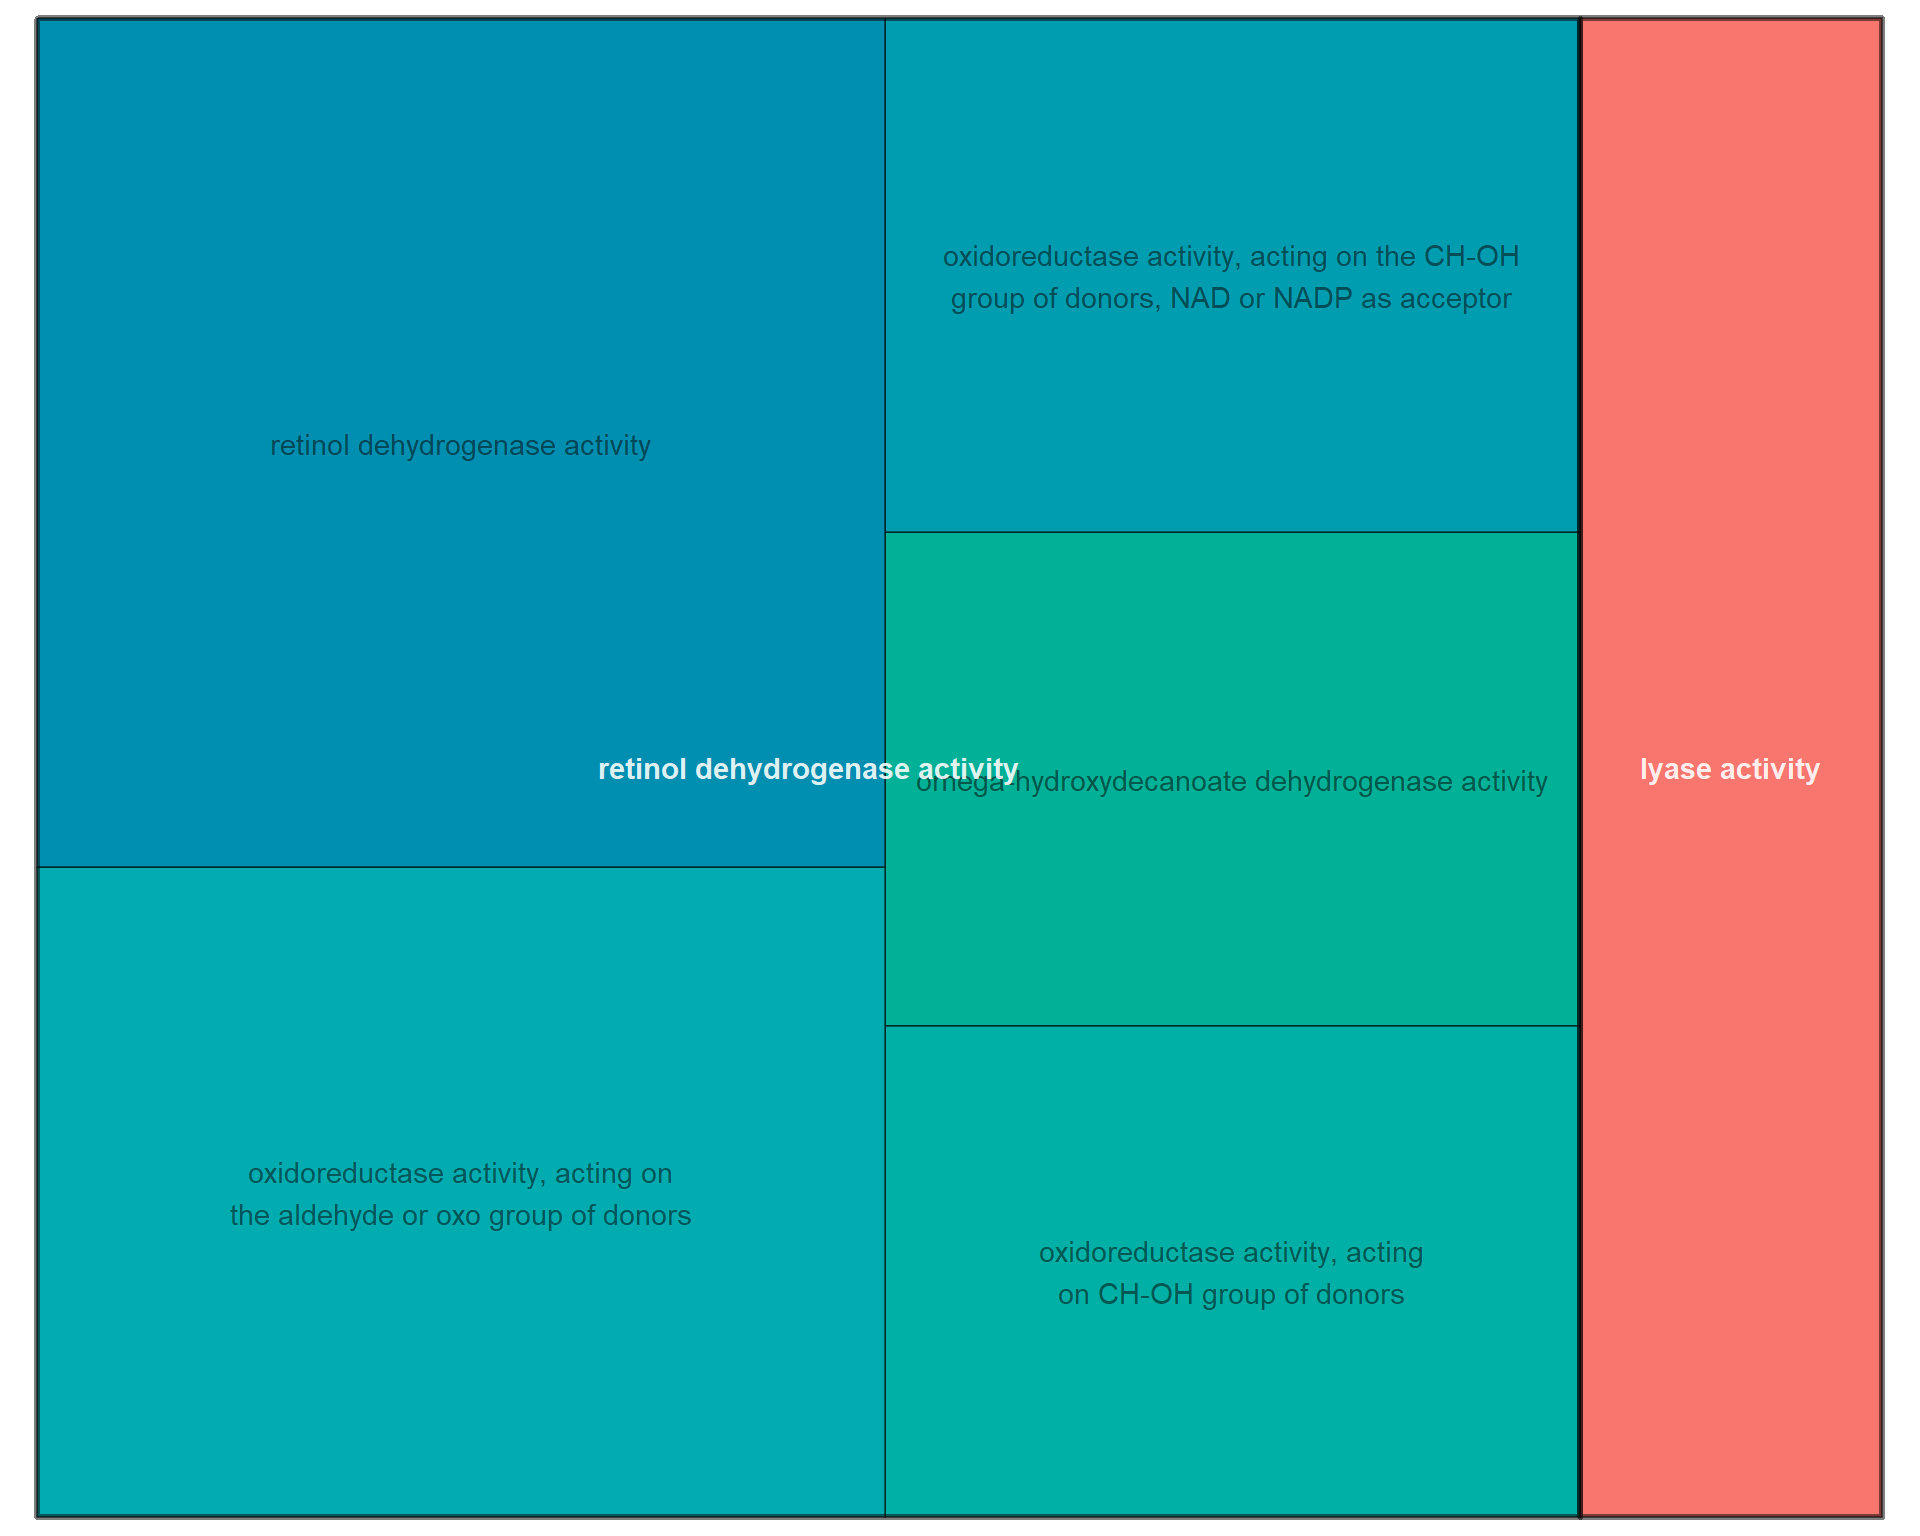 oxidoreductase activity, acting on the CH-OH
group of donors, NAD or NADP as acceptor
retinol dehydrogenase activity
retinol dehydrogenase activity
omega-hydroxydecanoate dehydrogenase activity
lyase activity
oxidoreductase activity, acting on
the aldehyde or oxo group of donors
oxidoreductase activity, acting
on CH-OH group of donors